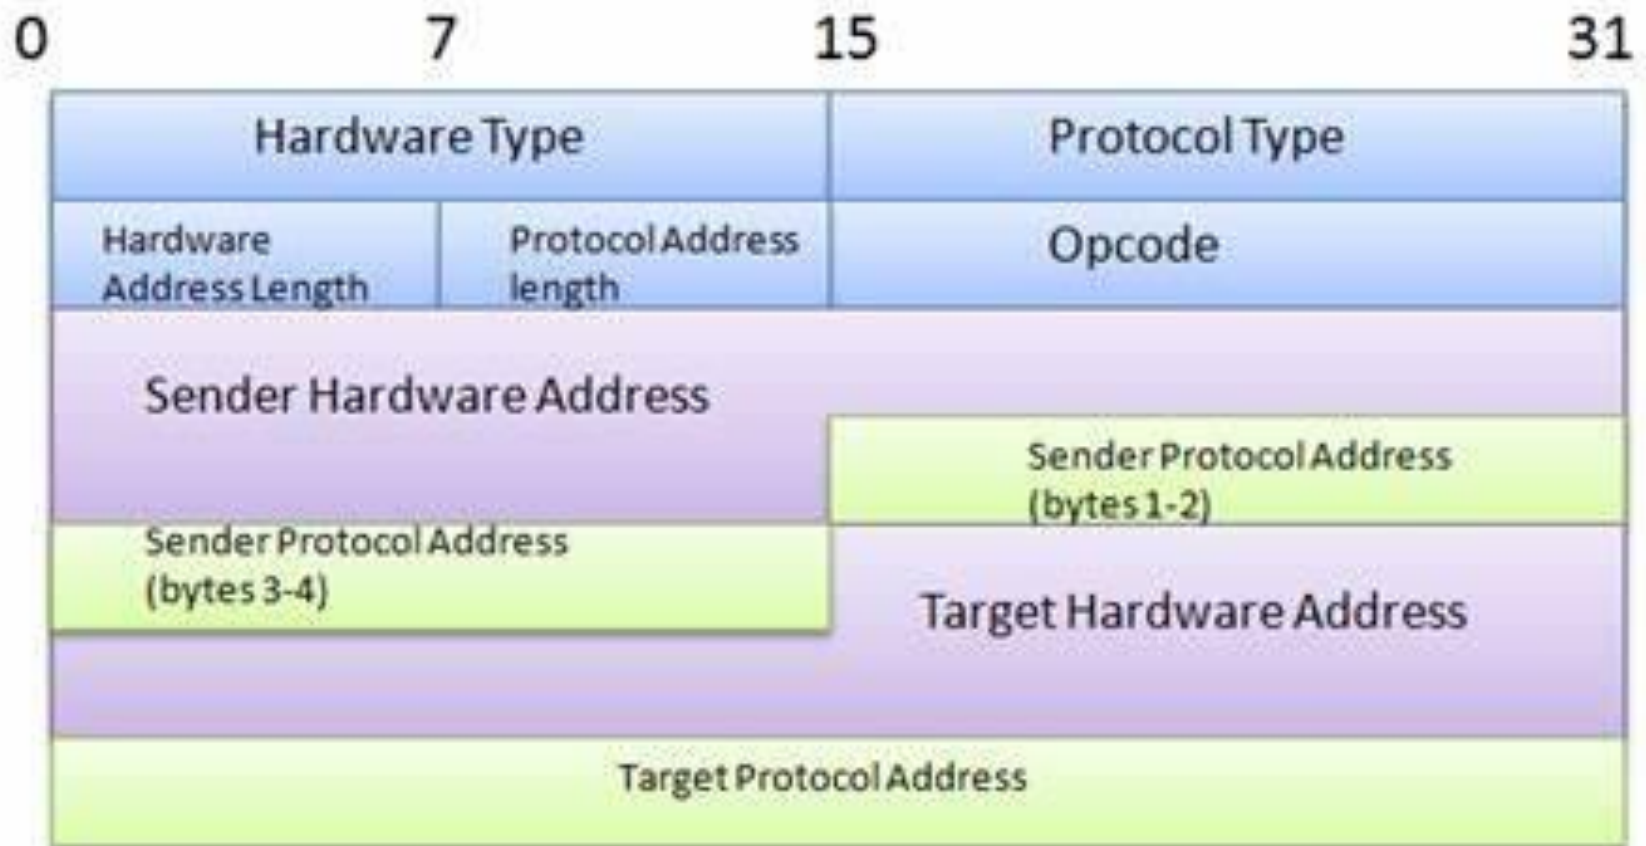 0 7 15 31
Hardware Type
Protocol Type
Hardware
Address Length
Protocol Address
length
Opcode
Sender Hardware Address
Sender Protocol Address
(bytes 1-2)
Sender Protocol Address
(bytes 3-4)
Target Hardware Address
Target Protocol Address